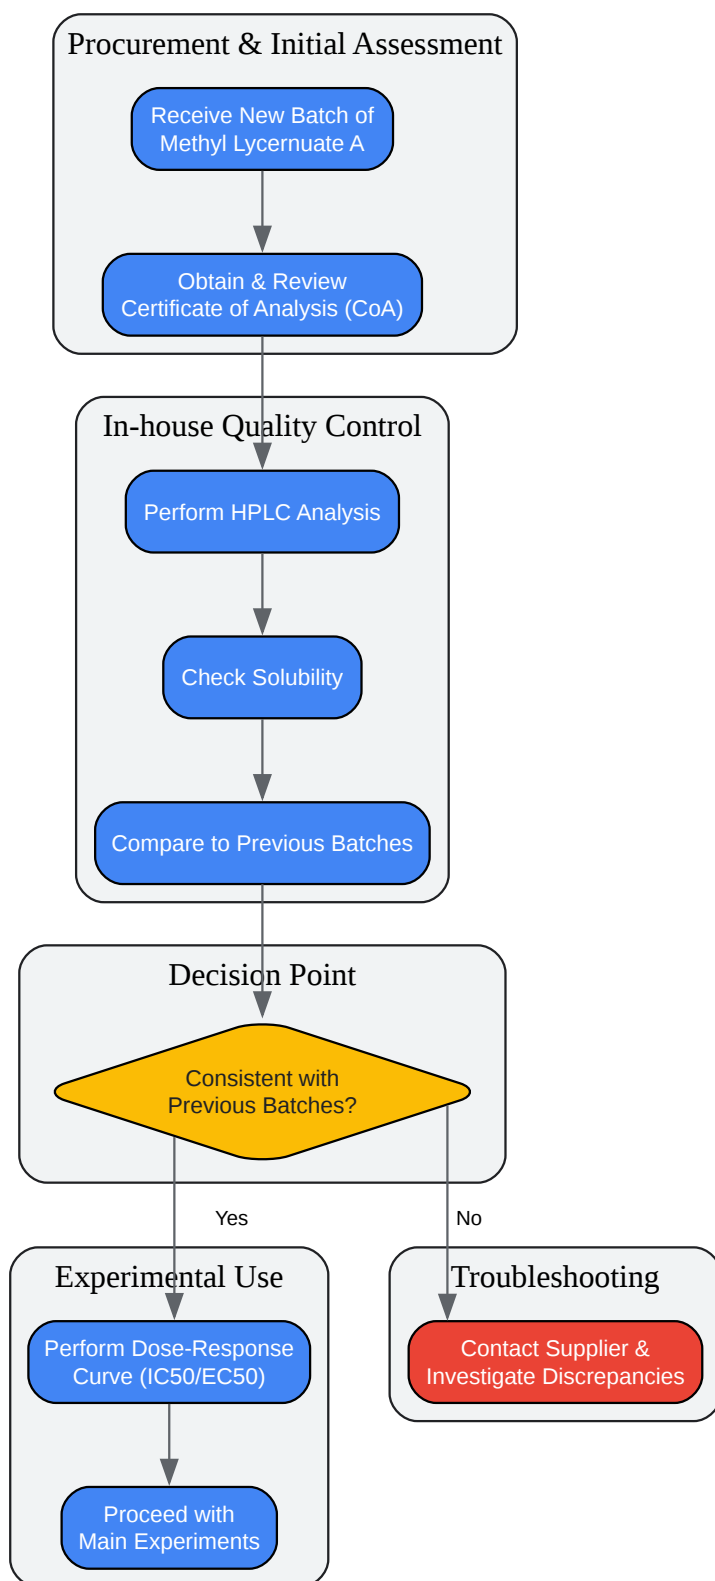 Procurement & Initial Assessment
Receive New Batch of
Methyl Lycernuate A
Obtain & Review
Certificate of Analysis (CoA)
In-house Quality Control
Perform HPLC Analysis
Check Solubility
Compare to Previous Batches
Decision Point
Consistent with
Previous Batches?
Yes
No
Experimental Use
Perform Dose-Response
Curve (IC50/EC50)
Proceed with
Main Experiments
Troubleshooting
Contact Supplier &
Investigate Discrepancies